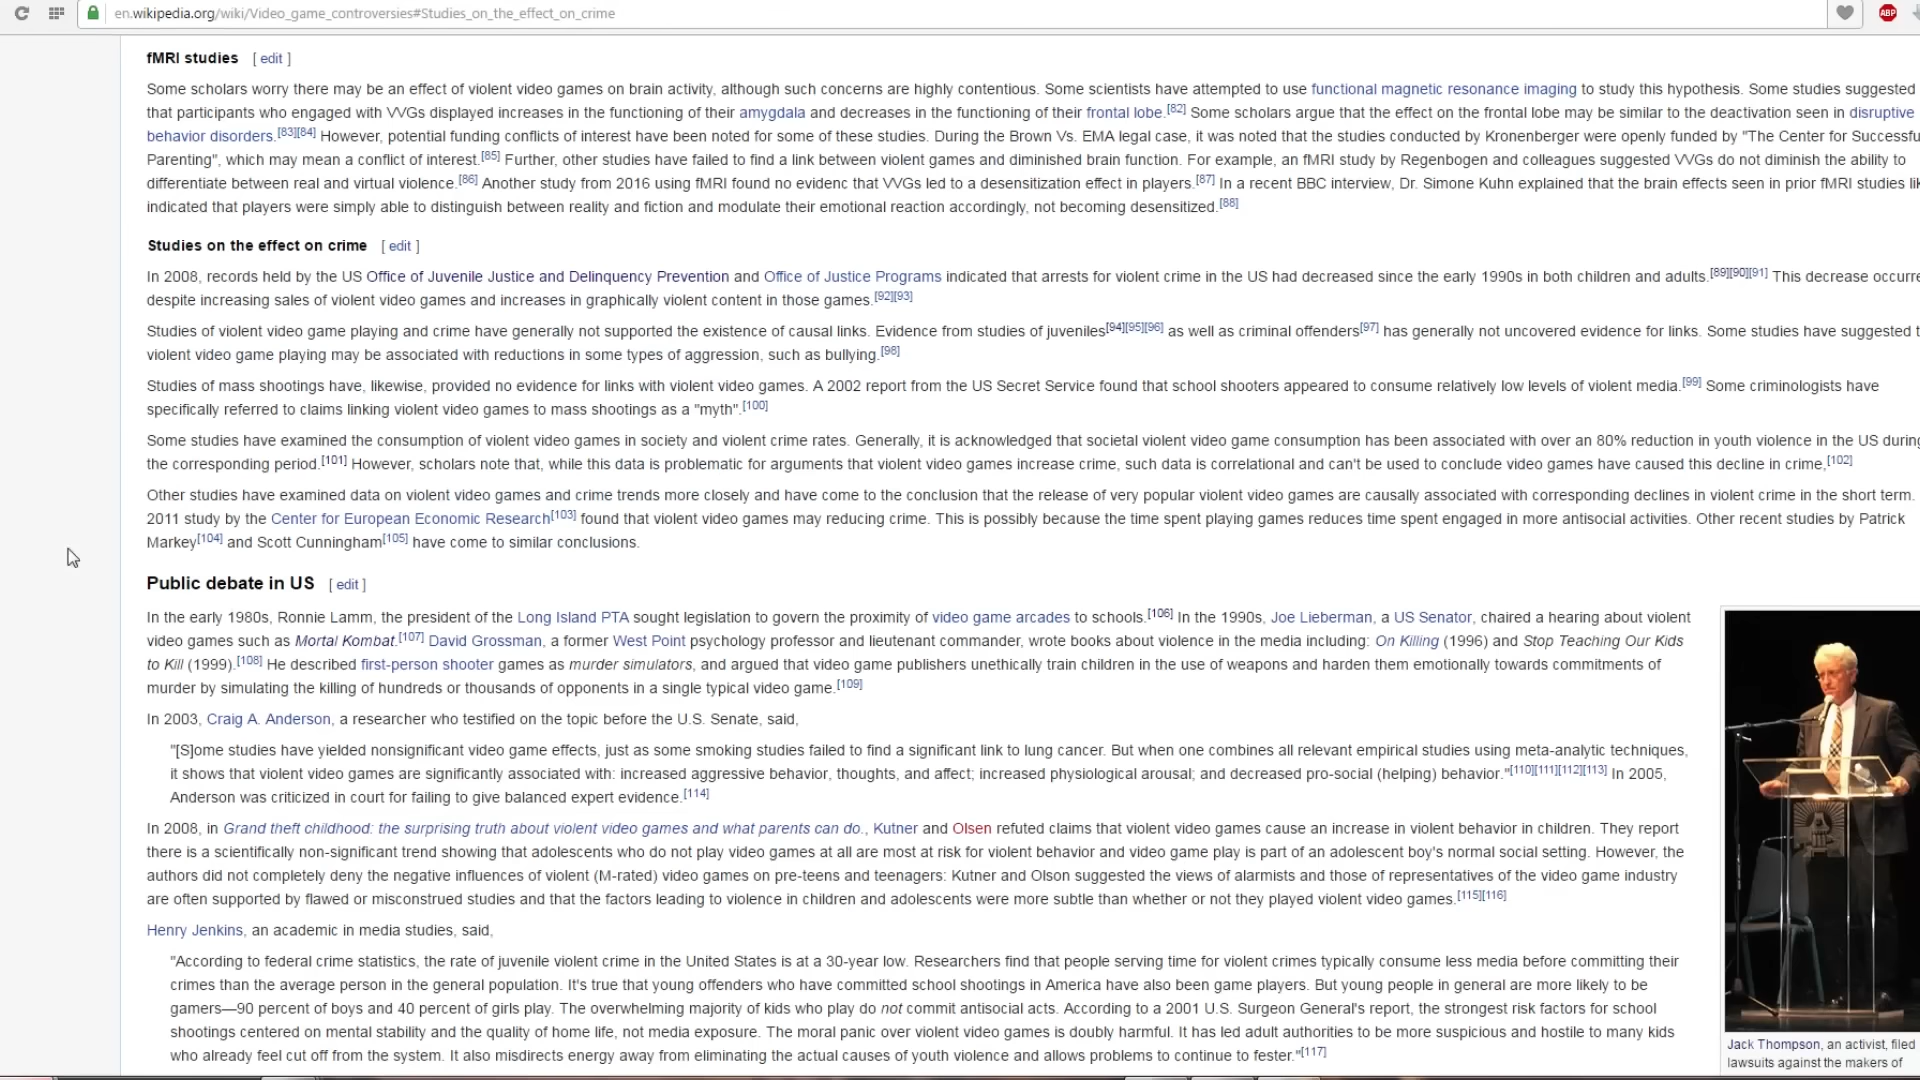 en.wikipedia.org/wiki/Video_game_controversies#Studies_on_the_effect_on_crime
ABP
fMRI studies [ edit ]
Some scholars worry there may be an effect of violent video games on brain activity, although such concerns are highly contentious. Some scientists have attempted to use functional magnetic resonance imaging to study this hypothesis. Some studies suggested
that participants who engaged with VVGs displayed increases in the functioning of their amygdala and decreases in the functioning of their frontal lobe.[82] Some scholars argue that the effect on the frontal lobe may be similar to the deactivation seen in disruptive
behavior disorders.[83][84] However, potential funding conflicts of interest have been noted for some of these studies. During the Brown Vs. EMA legal case, it was noted that the studies conducted by Kronenberger were openly funded by "The Center for Successfu
Parenting", which may mean a conflict of interest.[85] Further, other studies have failed to find a link between violent games and diminished brain function. For example, an fMRI study by Regenbogen and colleagues suggested VVGs do not diminish the ability to
differentiate between real and virtual violence.[86] Another study from 2016 using fMRI found no evidenc that VVGs led to a desensitization effect in players.[87] In a recent BBC interview, Dr. Simone Kuhn explained that the brain effects seen in prior fMRI studies lik
indicated that players were simply able to distinguish between reality and fiction and modulate their emotional reaction accordingly, not becoming desensitized.[88]
Studies on the effect on crime [ edit ]
In 2008, records held by the US Office of Juvenile Justice and Delinquency Prevention and Office of Justice Programs indicated that arrests for violent crime in the US had decreased since the early 1990s in both children and adults.[89][90][91] This decrease occurre
despite increasing sales of violent video games and increases in graphically violent content in those games.[92][93]
Studies of violent video game playing and crime have generally not supported the existence of causal links. Evidence from studies of juveniles[94][95][96] as well as criminal offenders[97] has generally not uncovered evidence for links. Some studies have suggested t
violent video game playing may be associated with reductions in some types of aggression, such as bullying.[98]
Studies of mass shootings have, likewise, provided no evidence for links with violent video games. A 2002 report from the US Secret Service found that school shooters appeared to consume relatively low levels of violent media.[99] Some criminologists have
specifically referred to claims linking violent video games to mass shootings as a "myth".[100]
Some studies have examined the consumption of violent video games in society and violent crime rates. Generally, it is acknowledged that societal violent video game consumption has been associated with over an 80% reduction in youth violence in the US during
the corresponding period.[101] However, scholars note that, while this data is problematic for arguments that violent video games increase crime, such data is correlational and can't be used to conclude video games have caused this decline in crime,[102]
Other studies have examined data on violent video games and crime trends more closely and have come to the conclusion that the release of very popular violent video games are causally associated with corresponding declines in violent crime in the short term.
2011 study by the Center for European Economic Research[103] found that violent video games may reducing crime. This is possibly because the time spent playing games reduces time spent engaged in more antisocial activities. Other recent studies by Patrick
Markey[104] and Scott Cunningham[105] have come to similar conclusions.
Public debate in US [ edit ]
In the early 1980s, Ronnie Lamm, the president of the Long Island PTA sought legislation to govern the proximity of video game arcades to schools.[106] In the 1990s, Joe Lieberman, a US Senator, chaired a hearing about violent
video games such as Mortal Kombat.[107] David Grossman, a former West Point psychology professor and lieutenant commander, wrote books about violence in the media including: On Killing (1996) and Stop Teaching Our Kids
to Kill (1999).[108] He described first-person shooter games as murder simulators, and argued that video game publishers unethically train children in the use of weapons and harden them emotionally towards commitments of
murder by simulating the killing of hundreds or thousands of opponents in a single typical video game.[109]
In 2003, Craig A. Anderson, a researcher who testified on the topic before the U.S. Senate, said,
"[S]ome studies have yielded nonsignificant video game effects, just as some smoking studies failed to find a significant link to lung cancer. But when one combines all relevant empirical studies using meta-analytic techniques,
it shows that violent video games are significantly associated with: increased aggressive behavior, thoughts, and affect; increased physiological arousal; and decreased pro-social (helping) behavior."[110][111][112][113] In 2005,
Anderson was criticized in court for failing to give balanced expert evidence.[114]
In 2008, in Grand theft childhood: the surprising truth about violent video games and what parents can do., Kutner and Olsen refuted claims that violent video games cause an increase in violent behavior in children. They report
there is a scientifically non-significant trend showing that adolescents who do not play video games at all are most at risk for violent behavior and video game play is part of an adolescent boy's normal social setting. However, the
authors did not completely deny the negative influences of violent (M-rated) video games on pre-teens and teenagers: Kutner and Olson suggested the views of alarmists and those of representatives of the video game industry
are often supported by flawed or misconstrued studies and that the factors leading to violence in children and adolescents were more subtle than whether or not they played violent video games.[115][116]
Henry Jenkins, an academic in media studies, said,
"According to federal crime statistics, the rate of juvenile violent crime in the United States is at a 30-year low. Researchers find that people serving time for violent crimes typically consume less media before committing their
crimes than the average person in the general population. It's true that young offenders who have committed school shootings in America have also been game players. But young people in general are more likely to be
gamers—90 percent of boys and 40 percent of girls play. The overwhelming majority of kids who play do not commit antisocial acts. According to a 2001 U.S. Surgeon General's report, the strongest risk factors for school
shootings centered on mental stability and the quality of home life, not media exposure. The moral panic over violent video games is doubly harmful. It has led adult authorities to be more suspicious and hostile to many kids
who already feel cut off from the system. It also misdirects energy away from eliminating the actual causes of youth violence and allows problems to continue to fester."[117]
Jack Thompson, an activist, filed
lawsuits against the makers of